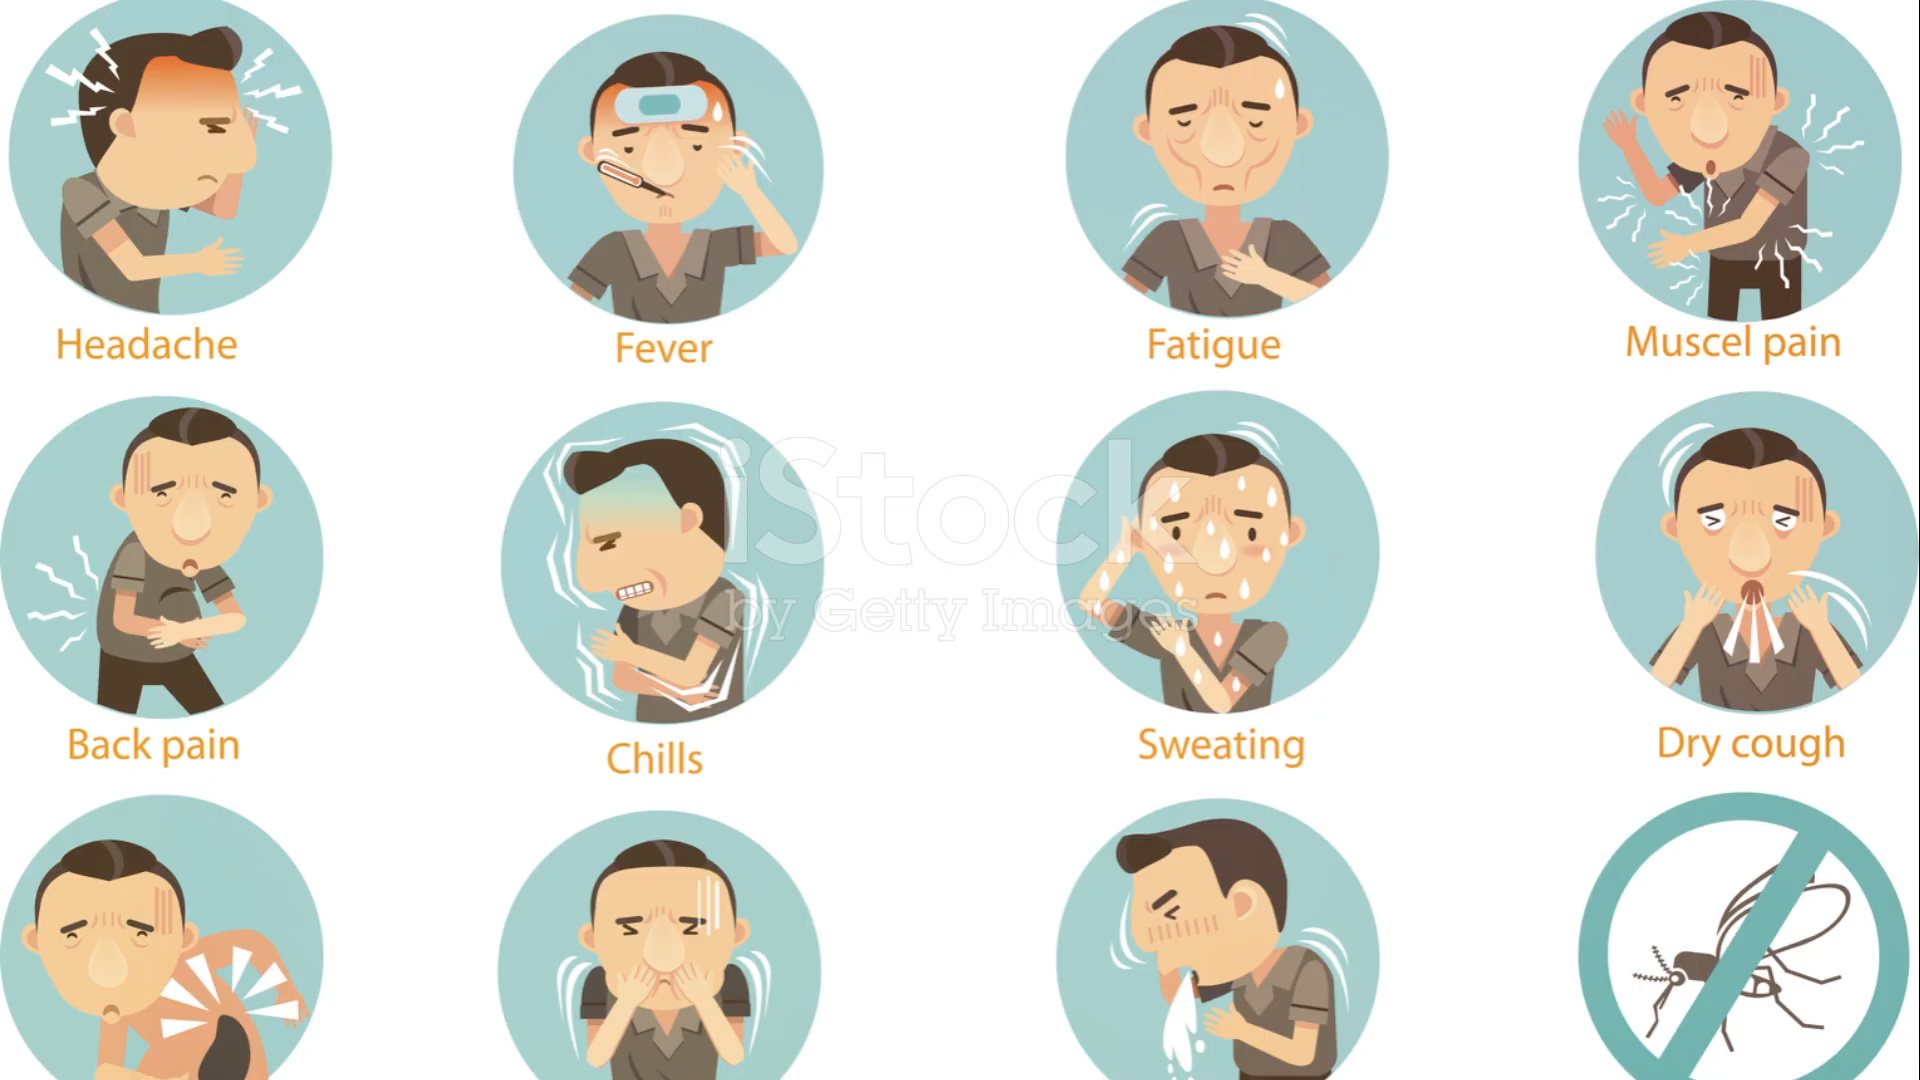 Headache
Fever
Fatigue
Muscel pain
Back pain
Chills
Sweating
Dry cough
iStock
by Getty Images